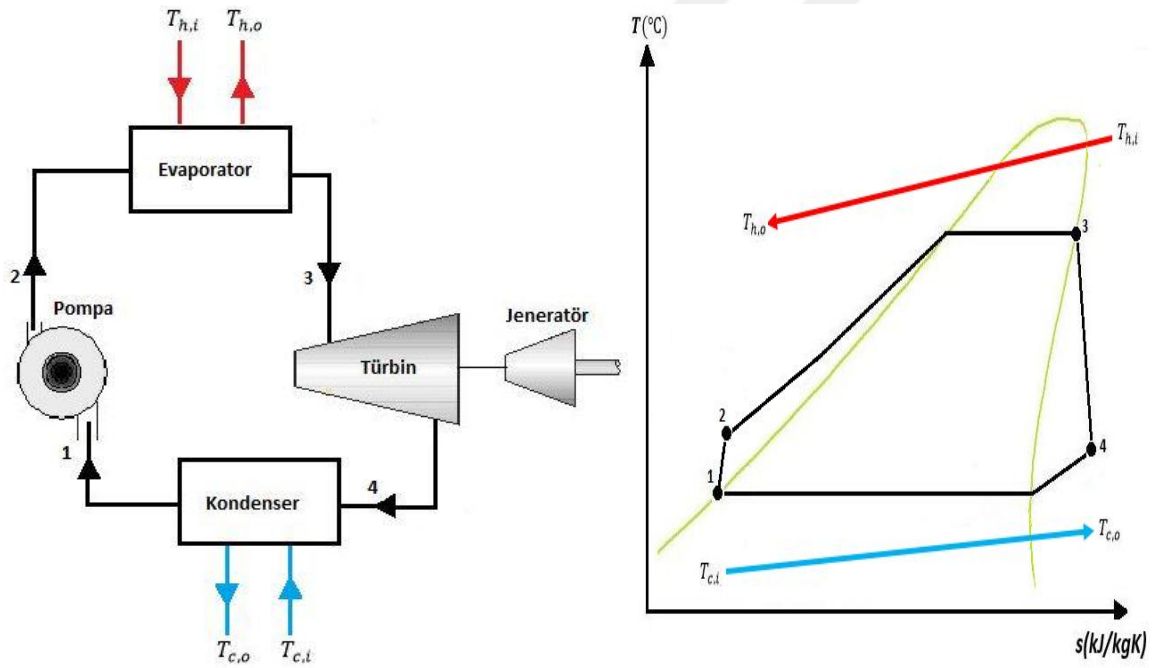 T_{h,i} T_{h,o}
Evaporator
2
3
Pompa
Jeneratör
Türbin
1
Kondenser
4
T_{c,o} T_{c,i}
T(°C)
T_{h,i}
T_{h,o}
3
2
4
1
T_{c,o}
T_{c,i}
s(kJ/kgK)